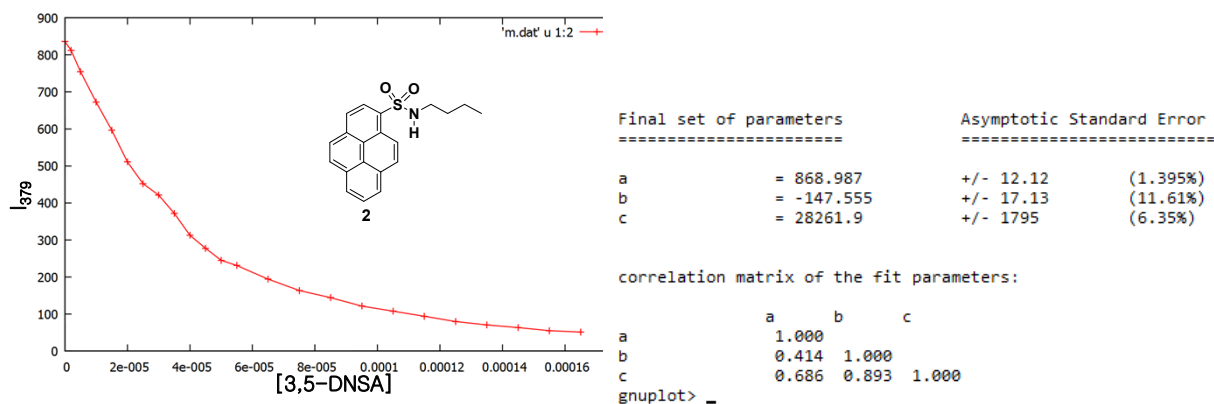 900
800
700
600
500
400
300
200
100
0
I379
0 2e-005 4e-005 6e-005 8e-005 0.0001 0.00012 0.00014 0.00016
[3,5-DNSA]
'm.dat' u 1:2
O O
S
N
H
2
Final set of parameters Asymptotic Standard Error
======================= ==========================
a = 868.987 +/- 12.12 (1.395%)
b = -147.555 +/- 17.13 (11.61%)
c = 28261.9 +/- 1795 (6.35%)
correlation matrix of the fit parameters:
a b c
a 1.000
b 0.414 1.000
c 0.686 0.893 1.000
gnuplot> _